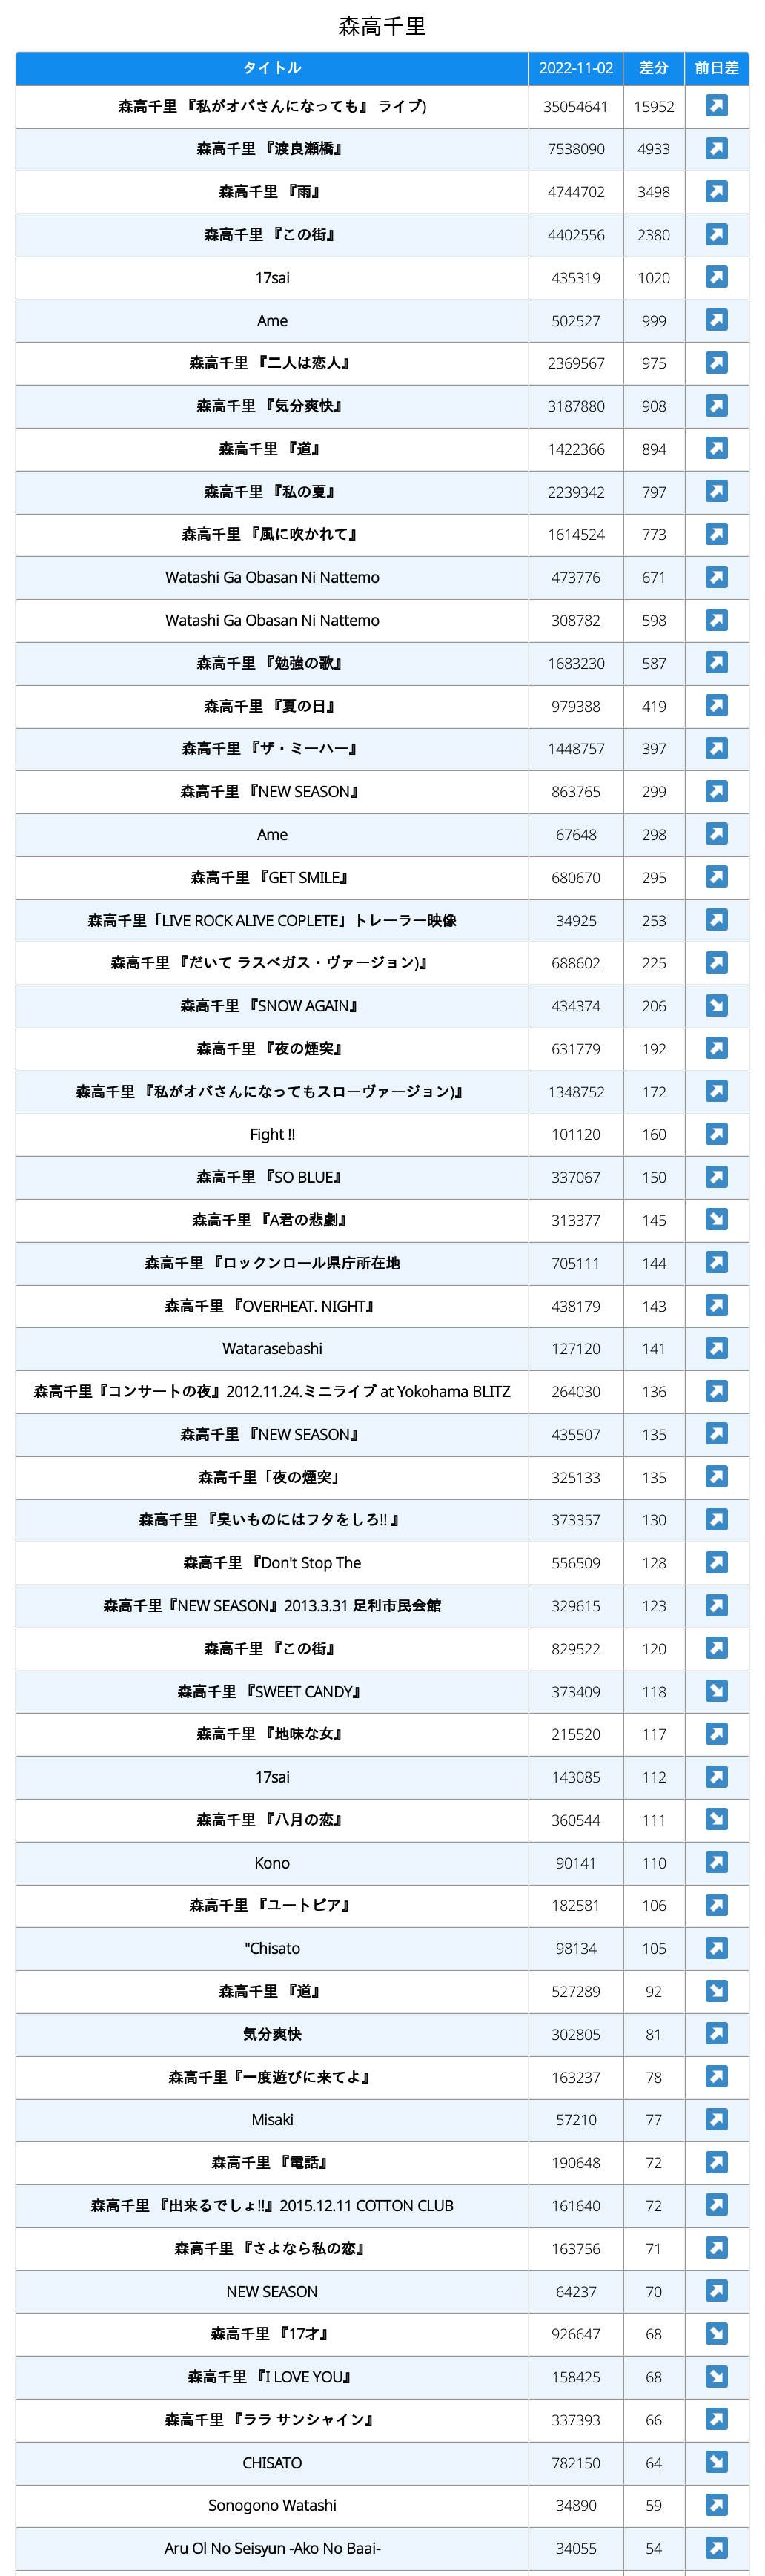 森高千里
タイトル 2022-11-02 差分 前日差
森高千里 『私がオバさんになっても』 ライブ) 35054641 15952
森高千里 『渡良瀬橋』 7538090 4933
森高千里 『雨』 4744702 3498
森高千里 『この街』 4402556 2380
17sai 435319 1020
Ame 502527 999
森高千里 『二人は恋人』 2369567 975
森高千里 『気分爽快』 3187880 908
森高千里 『道』 1422366 894
森高千里 『私の夏』 2239342 797
森高千里 『風に吹かれて』 1614524 773
Watashi Ga Obasan Ni Nattemo 473776 671
Watashi Ga Obasan Ni Nattemo 308782 598
森高千里 『勉強の歌』 1683230 587
森高千里 『夏の日』 979388 419
森高千里 『ザ・ミーハー』 1448757 397
森高千里 『NEW SEASON』 863765 299
Ame 67648 298
森高千里 『GET SMILE』 680670 295
森高千里「LIVE ROCK ALIVE COPLETE」トレーラー映像 34925 253
森高千里 『だいて ラスベガス・ヴァージョン)』 688602 225
森高千里 『SNOW AGAIN』 434374 206
森高千里 『夜の煙突』 631779 192
森高千里 『私がオバさんになってもスローヴァージョン)』 1348752 172
Fight !! 101120 160
森高千里 『SO BLUE』 337067 150
森高千里 『A君の悲劇』 313377 145
森高千里 『ロックンロール県庁所在地 705111 144
森高千里 『OVERHEAT. NIGHT』 438179 143
Watarasebashi 127120 141
森高千里『コンサートの夜』2012.11.24.ミニライブ at Yokohama BLITZ 264030 136
森高千里 『NEW SEASON』 435507 135
森高千里「夜の煙突」 325133 135
森高千里 『臭いものにはフタをしろ!! 』 373357 130
森高千里 『Don't Stop The 556509 128
森高千里『NEW SEASON』2013.3.31 足利市民会館 329615 123
森高千里 『この街』 829522 120
森高千里 『SWEET CANDY』 373409 118
森高千里 『地味な女』 215520 117
17sai 143085 112
森高千里 『八月の恋』 360544 111
Kono 90141 110
森高千里 『ユートピア』 182581 106
"Chisato 98134 105
森高千里 『道』 527289 92
気分爽快 302805 81
森高千里『一度遊びに来てよ』 163237 78
Misaki 57210 77
森高千里 『電話』 190648 72
森高千里 『出来るでしょ!!』2015.12.11 COTTON CLUB 161640 72
森高千里 『さよなら私の恋』 163756 71
NEW SEASON 64237 70
森高千里 『17才』 926647 68
森高千里 『I LOVE YOU』 158425 68
森高千里 『ララ サンシャイン』 337393 66
CHISATO 782150 64
Sonogono Watashi 34890 59
Aru Ol No Seisyun -Ako No Baai- 34055 54